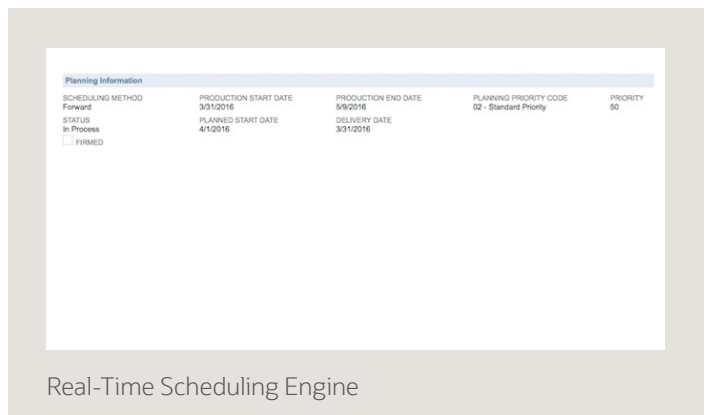 Planning Information
SCHEDULING METHOD PRODUCTION START DATE PRODUCTION END DATE PLANNING PRIORITY CODE PRIORITY
Forward 3/31/2016 5/9/2016 02 - Standard Priority 50
STATUS PLANNED START DATE DELIVERY DATE
In Process 4/1/2016 3/31/2016
FIRMED
Real-Time Scheduling Engine